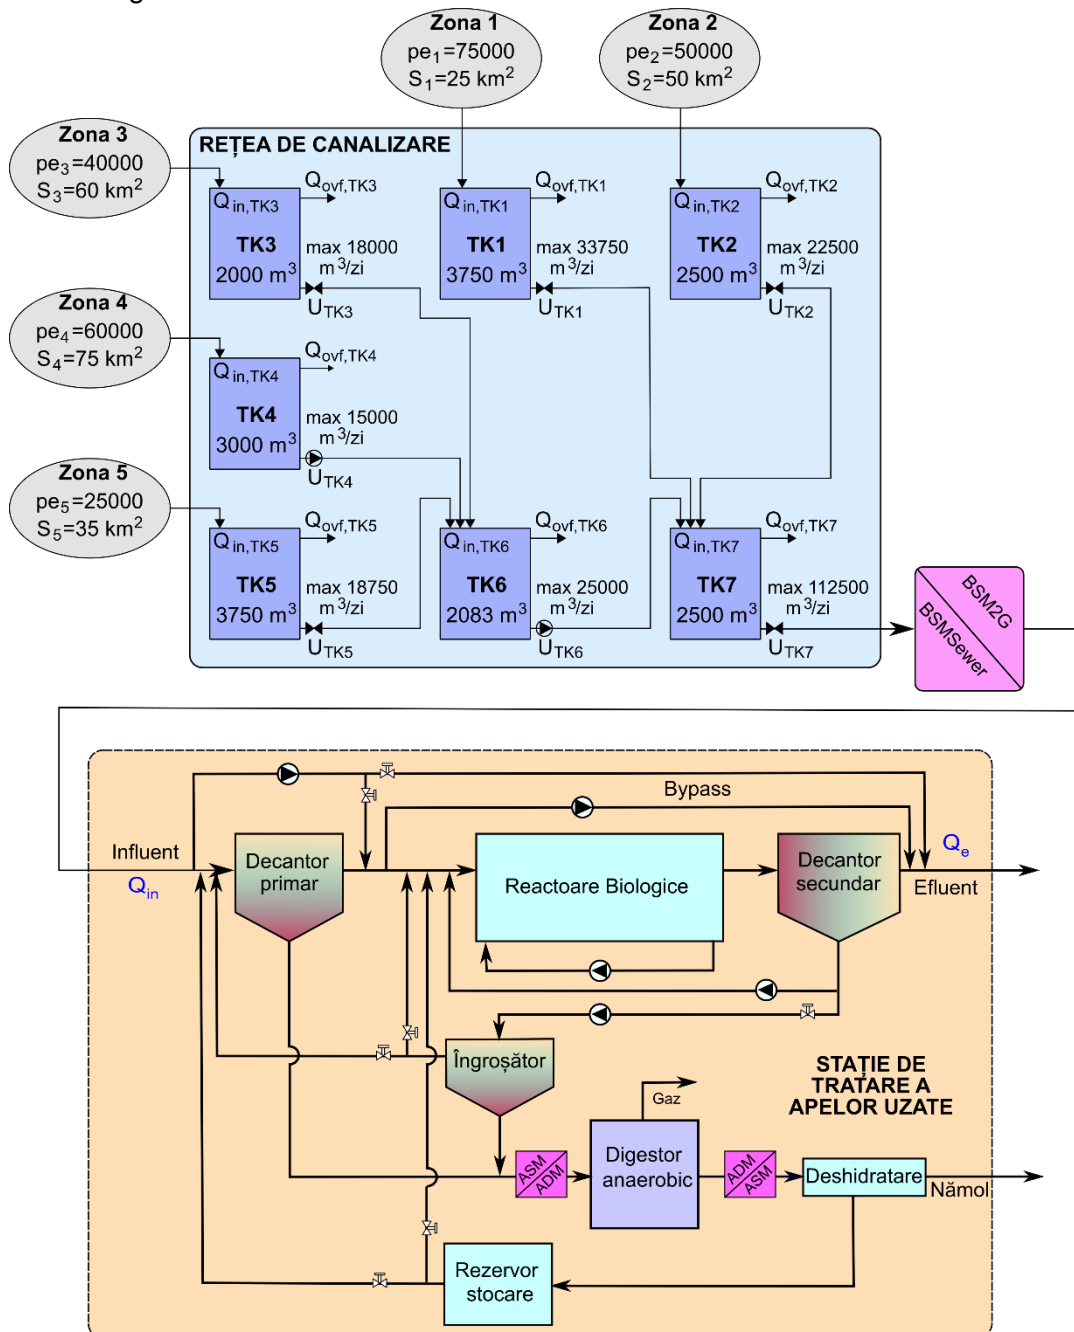 Zona 1
pe1=75000
S1=25 km²
Zona 2
pe2=50000
S2=50 km²
Zona 3
pe3=40000
S3=60 km²
REȚEA DE CANALIZARE
Qin,TK3
TK3
2000 m³
Qovf,TK3
max 18000
m³/zi
UTK3
Qin,TK1
TK1
3750 m³
Qovf,TK1
max 33750
m³/zi
UTK1
Qin,TK2
TK2
2500 m³
Qovf,TK2
max 22500
m³/zi
UTK2
Zona 4
pe4=60000
S4=75 km²
Qin,TK4
TK4
3000 m³
Qovf,TK4
max 15000
m³/zi
UTK4
Zona 5
pe5=25000
S5=35 km²
Qin,TK5
TK5
3750 m³
Qovf,TK5
max 18750
m³/zi
UTK5
Qin,TK6
TK6
2083 m³
Qovf,TK6
max 25000
m³/zi
UTK6
Qin,TK7
TK7
2500 m³
Qovf,TK7
max 112500
m³/zi
UTK7
BSM2G
BSMSewer
Bypass
Influent
Qin
Decantor
primar
Reactoare Biologice
Decantor
secundar
Qe
Efluent
Îngroșător
STAȚIE DE
TRATARE A
APELOR UZATE
Gaz
ASM
ADM
Digestor
anaerobic
ADM
ASM
Deshidratare
Nămol
Rezervor
stocare